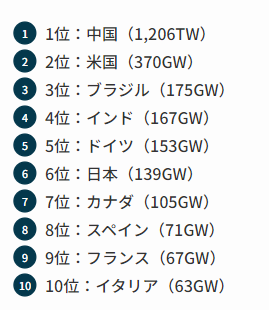 1 1位：中国（1,206TW）
2 2位：米国（370GW）
3 3位：ブラジル（175GW）
4 4位：インド（167GW）
5 5位：ドイツ（153GW）
6 6位：日本（139GW）
7 7位：カナダ（105GW）
8 8位：スペイン（71GW）
9 9位：フランス（67GW）
10 10位：イタリア（63GW）